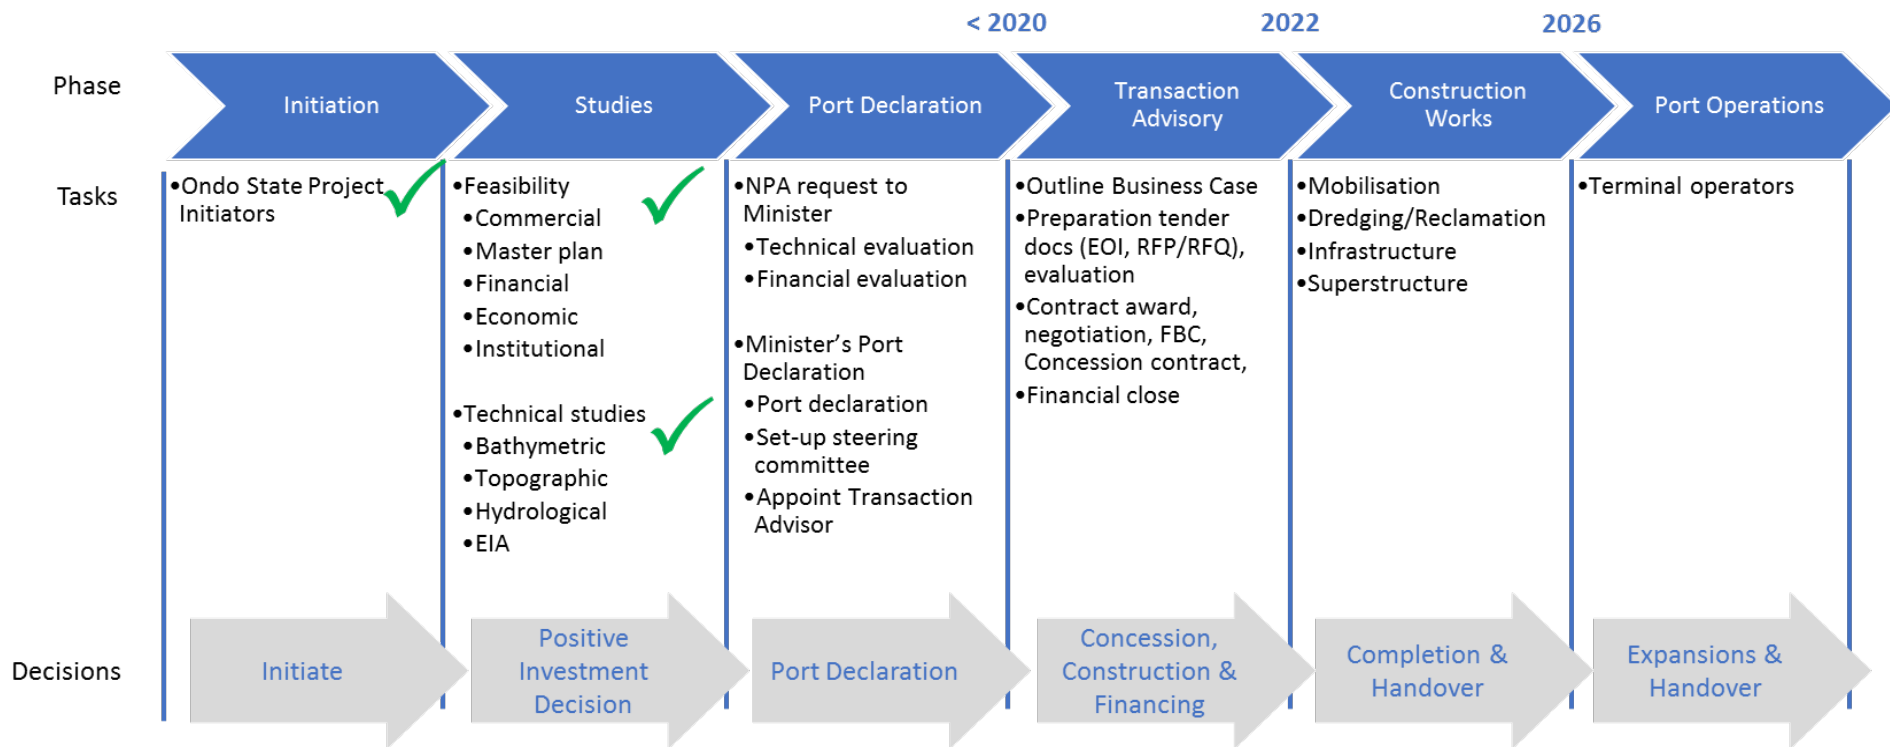 < 2020
2022
2026
Phase
Initiation
Studies
Port Declaration
Transaction
Advisory
Construction
Works
Port Operations
Tasks
•Ondo State Project
Initiators
•Feasibility
•Commercial
•Master plan
•Financial
•Economic
•Institutional
•Technical studies
•Bathymetric
•Topographic
•Hydrological
•EIA
•NPA request to
Minister
•Technical evaluation
•Financial evaluation
•Minister’s Port
Declaration
•Port declaration
•Set-up steering
committee
•Appoint Transaction
Advisor
•Outline Business Case
•Preparation tender
docs (EOI, RFP/RFQ),
evaluation
•Contract award,
negotiation, FBC,
Concession contract,
•Financial close
•Mobilisation
•Dredging/Reclamation
•Infrastructure
•Superstructure
•Terminal operators
Decisions
Initiate
Positive
Investment
Decision
Port Declaration
Concession,
Construction &
Financing
Completion &
Handover
Expansions &
Handover